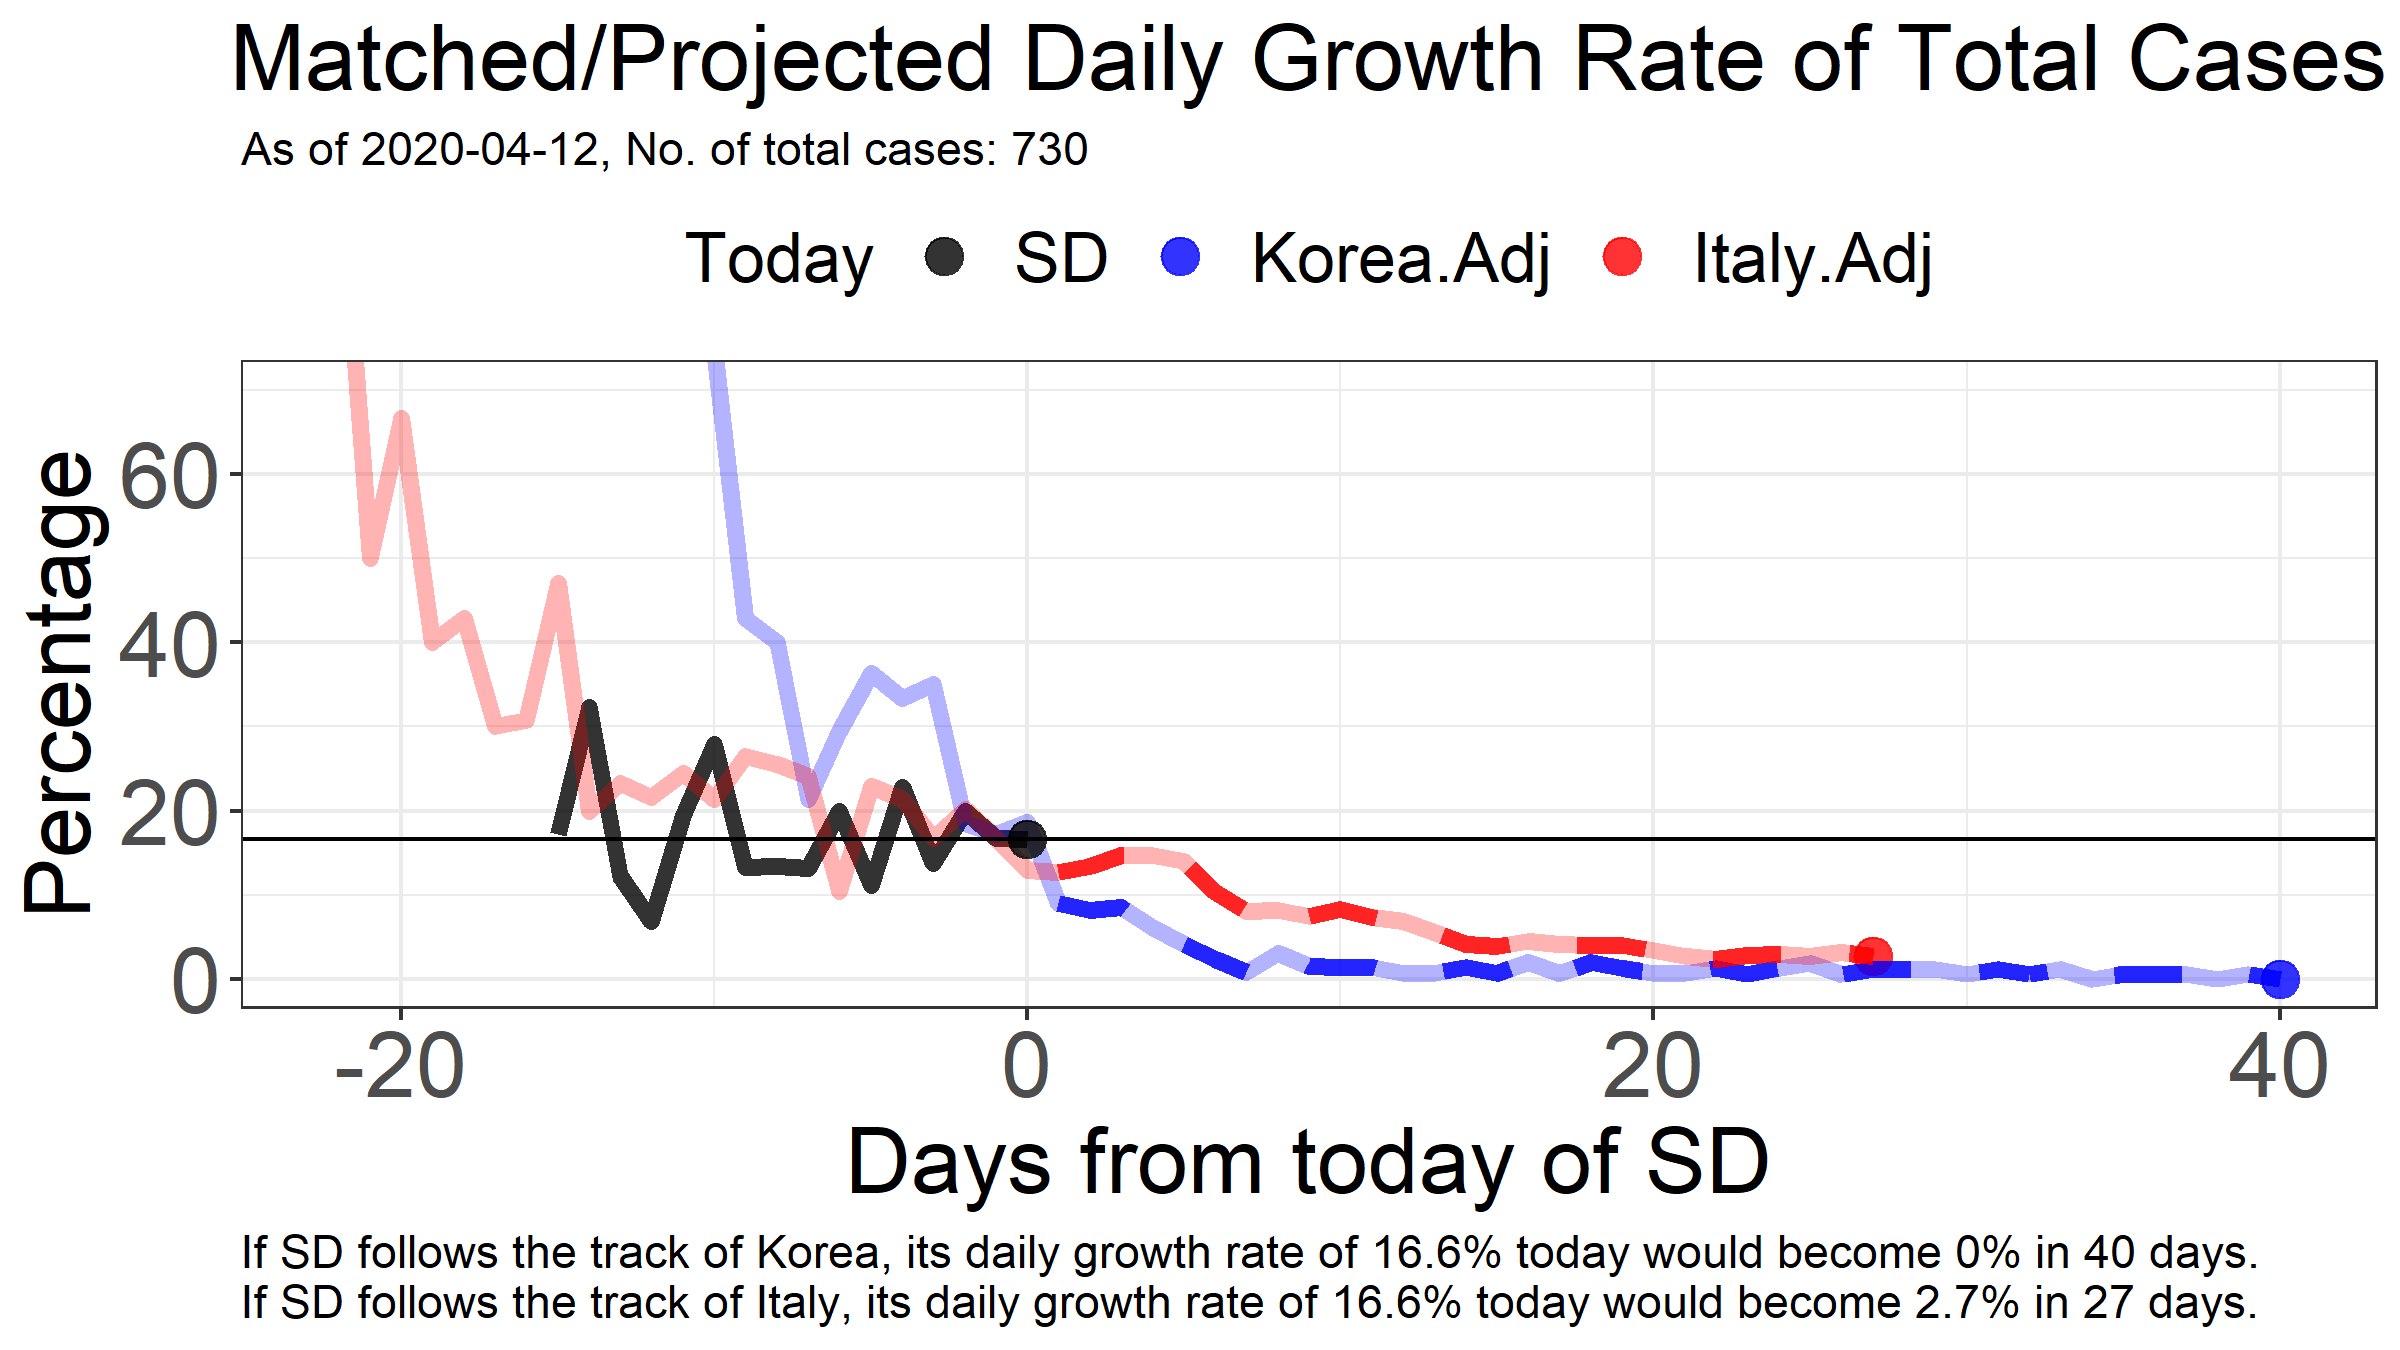 Matched/Projected Daily Growth Rate of Total Cases
As of 2020-04-12, No. of total cases: 730
Today SD Korea.Adj Italy.Adj
Percentage
60
40
20
0
-20 0 20 40
Days from today of SD
If SD follows the track of Korea, its daily growth rate of 16.6% today would become 0% in 40 days.
If SD follows the track of Italy, its daily growth rate of 16.6% today would become 2.7% in 27 days.